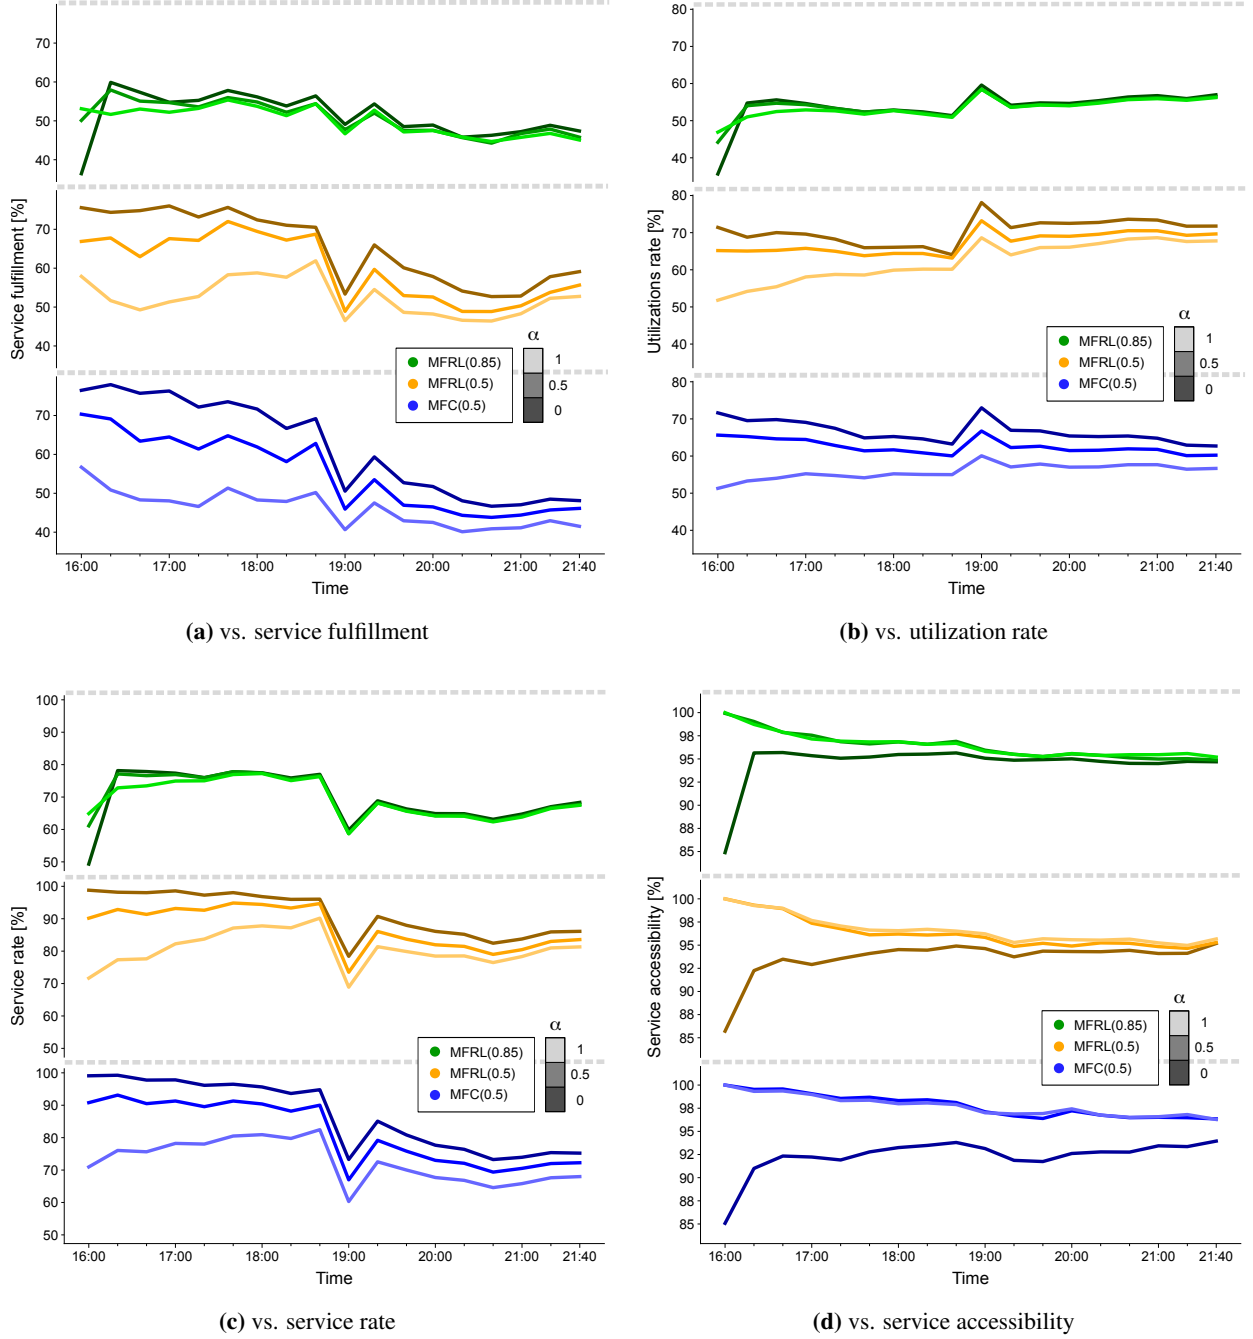 80
70
60
50
40
70
60
50
40
70
60
50
40
Service fulfillment [%]
α
MFRL(0.85)
MFRL(0.5)
MFC(0.5)
1
0.5
0
16:00 17:00 18:00 19:00 20:00 21:00 21:40
Time
(a) vs. service fulfillment
80
70
60
50
40
80
70
60
50
40
80
70
60
50
40
Utilizations rate [%]
α
MFRL(0.85)
MFRL(0.5)
MFC(0.5)
1
0.5
0
16:00 17:00 18:00 19:00 20:00 21:00 21:40
Time
(b) vs. utilization rate
100
90
80
70
60
50
100
90
80
70
60
50
100
90
80
70
60
50
Service rate [%]
α
MFRL(0.85)
MFRL(0.5)
MFC(0.5)
1
0.5
0
16:00 17:00 18:00 19:00 20:00 21:00 21:40
Time
(c) vs. service rate
100
98
95
92
90
88
85
100
98
95
92
90
88
85
100
98
95
92
90
88
85
Service accessibility [%]
α
MFRL(0.85)
MFRL(0.5)
MFC(0.5)
1
0.5
0
16:00 17:00 18:00 19:00 20:00 21:00 21:40
Time
(d) vs. service accessibility